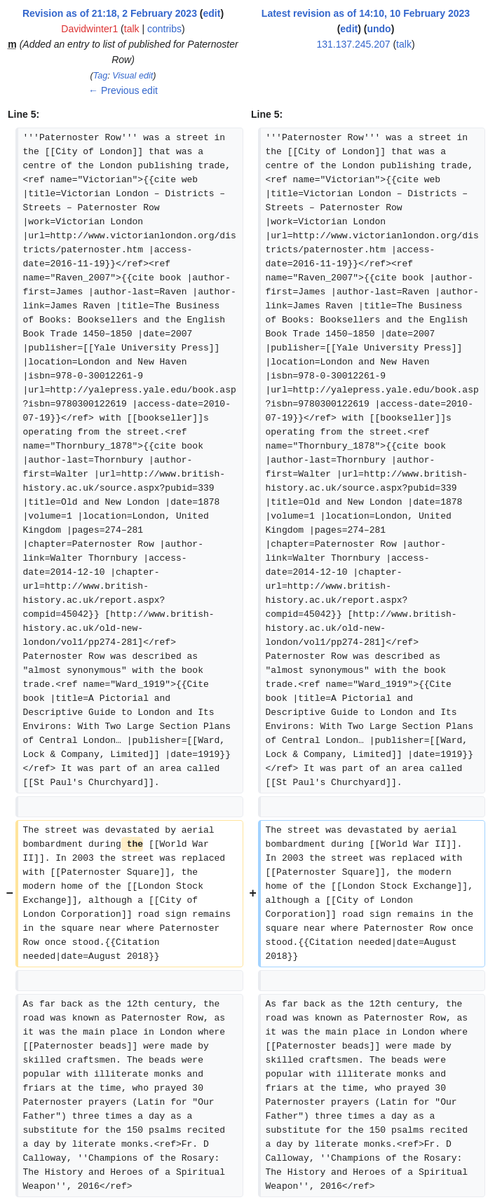 Revision as of 21:18, 2 February 2023 (edit)
Davidwinter1 (talk | contribs)
m (Added an entry to list of published for Paternoster
Row)
(Tag: Visual edit)
← Previous edit
Latest revision as of 14:10, 10 February 2023
(edit) (undo)
131.137.245.207 (talk)
Line 5:
'''Paternoster Row''' was a street in
the [[City of London]] that was a
centre of the London publishing trade,
<ref name="Victorian">{{cite web
|title=Victorian London – Districts –
Streets – Paternoster Row
|work=Victorian London
|url=http://www.victorianlondon.org/dis
tricts/paternoster.htm |access-
date=2016-11-19}}</ref><ref
name="Raven_2007">{{cite book |author-
first=James |author-last=Raven |author-
link=James Raven |title=The Business
of Books: Booksellers and the English
Book Trade 1450–1850 |date=2007
|publisher=[[Yale University Press]]
|location=London and New Haven
|isbn=978-0-30012261-9
|url=http://yalepress.yale.edu/book.asp
?isbn=9780300122619 |access-date=2010-
07-19}}</ref> with [[bookseller]]s
operating from the street.<ref
name="Thornbury_1878">{{cite book
|author-last=Thornbury |author-
first=Walter |url=http://www.british-
history.ac.uk/source.aspx?pubid=339
|title=Old and New London |date=1878
|volume=1 |location=London, United
Kingdom |pages=274–281
|chapter=Paternoster Row |author-
link=Walter Thornbury |access-
date=2014-12-10 |chapter-
url=http://www.british-
history.ac.uk/report.aspx?
compid=45042}} [http://www.british-
history.ac.uk/old-new-
london/vol1/pp274-281]</ref>
Paternoster Row was described as
"almost synonymous" with the book
trade.<ref name="Ward_1919">{{Cite
book |title=A Pictorial and
Descriptive Guide to London and Its
Environs: With Two Large Section Plans
of Central London… |publisher=[[Ward,
Lock & Company, Limited]] |date=1919}}
</ref> It was part of an area called
[[St Paul's Churchyard]].
−
The street was devastated by aerial
bombardment during the [[World War
II]]. In 2003 the street was replaced
with [[Paternoster Square]], the
modern home of the [[London Stock
Exchange]], although a [[City of
London Corporation]] road sign remains
in the square near where Paternoster
Row once stood.{{Citation
needed|date=August 2018}}
As far back as the 12th century, the
road was known as Paternoster Row, as
it was the main place in London where
[[Paternoster beads]] were made by
skilled craftsmen. The beads were
popular with illiterate monks and
friars at the time, who prayed 30
Paternoster prayers (Latin for "Our
Father") three times a day as a
substitute for the 150 psalms recited
a day by literate monks.<ref>Fr. D
Calloway, ''Champions of the Rosary:
The History and Heroes of a Spiritual
Weapon'', 2016</ref>
Line 5:
'''Paternoster Row''' was a street in
the [[City of London]] that was a
centre of the London publishing trade,
<ref name="Victorian">{{cite web
|title=Victorian London – Districts –
Streets – Paternoster Row
|work=Victorian London
|url=http://www.victorianlondon.org/dis
tricts/paternoster.htm |access-
date=2016-11-19}}</ref><ref
name="Raven_2007">{{cite book |author-
first=James |author-last=Raven |author-
link=James Raven |title=The Business
of Books: Booksellers and the English
Book Trade 1450–1850 |date=2007
|publisher=[[Yale University Press]]
|location=London and New Haven
|isbn=978-0-30012261-9
|url=http://yalepress.yale.edu/book.asp
?isbn=9780300122619 |access-date=2010-
07-19}}</ref> with [[bookseller]]s
operating from the street.<ref
name="Thornbury_1878">{{cite book
|author-last=Thornbury |author-
first=Walter |url=http://www.british-
history.ac.uk/source.aspx?pubid=339
|title=Old and New London |date=1878
|volume=1 |location=London, United
Kingdom |pages=274–281
|chapter=Paternoster Row |author-
link=Walter Thornbury |access-
date=2014-12-10 |chapter-
url=http://www.british-
history.ac.uk/report.aspx?
compid=45042}} [http://www.british-
history.ac.uk/old-new-
london/vol1/pp274-281]</ref>
Paternoster Row was described as
"almost synonymous" with the book
trade.<ref name="Ward_1919">{{Cite
book |title=A Pictorial and
Descriptive Guide to London and Its
Environs: With Two Large Section Plans
of Central London… |publisher=[[Ward,
Lock & Company, Limited]] |date=1919}}
</ref> It was part of an area called
[[St Paul's Churchyard]].
+
The street was devastated by aerial
bombardment during [[World War II]].
In 2003 the street was replaced with
[[Paternoster Square]], the modern
home of the [[London Stock Exchange]],
although a [[City of London
Corporation]] road sign remains in the
square near where Paternoster Row once
stood.{{Citation needed|date=August
2018}}
As far back as the 12th century, the
road was known as Paternoster Row, as
it was the main place in London where
[[Paternoster beads]] were made by
skilled craftsmen. The beads were
popular with illiterate monks and
friars at the time, who prayed 30
Paternoster prayers (Latin for "Our
Father") three times a day as a
substitute for the 150 psalms recited
a day by literate monks.<ref>Fr. D
Calloway, ''Champions of the Rosary:
The History and Heroes of a Spiritual
Weapon'', 2016</ref>